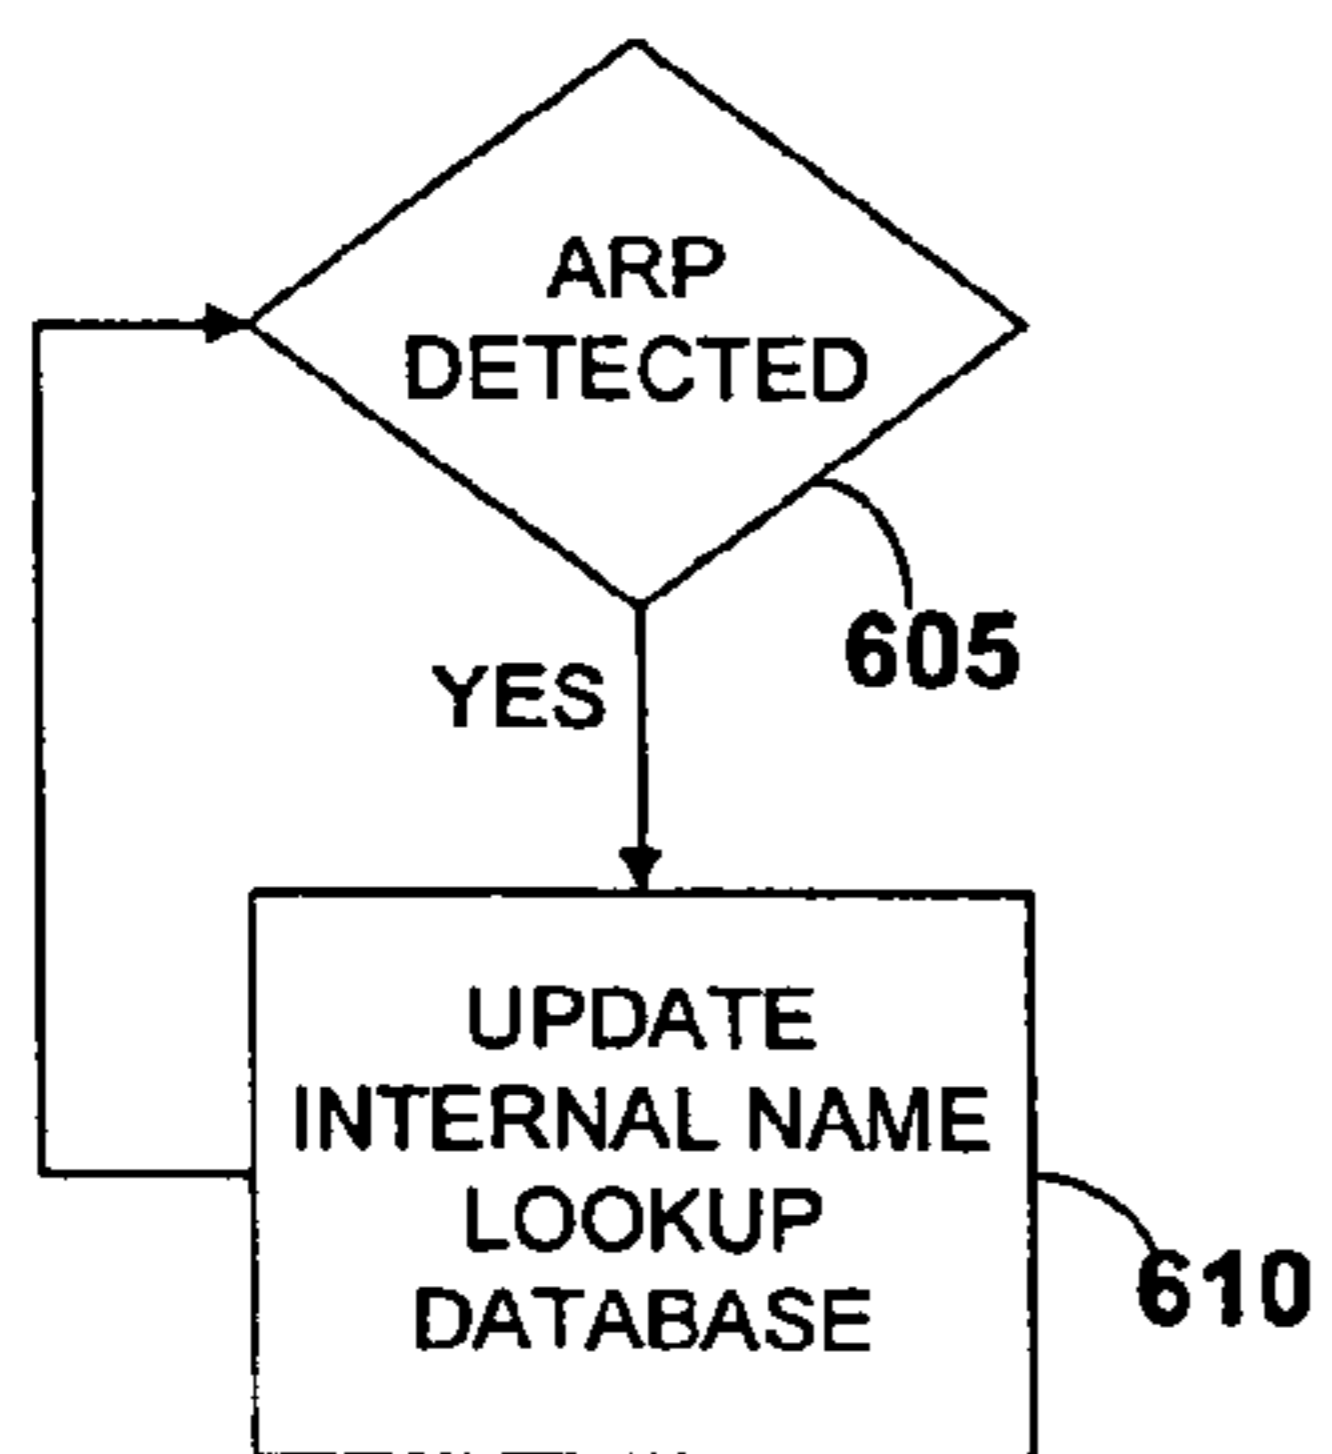 ARP
DETECTED
605
YES
UPDATE
INTERNAL NAME
LOOKUP
DATABASE
610